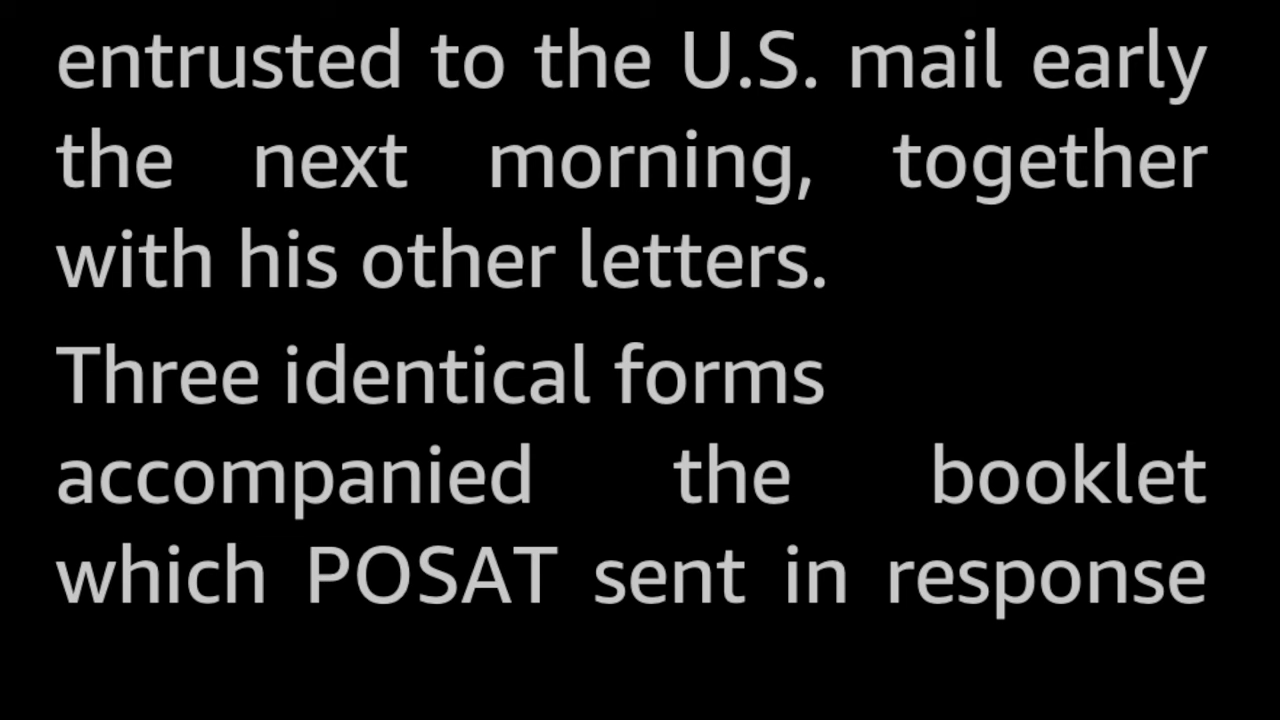 entrusted to the U.S. mail early
the next morning, together
with his other letters.
Three identical forms
accompanied the booklet
which POSAT sent in response